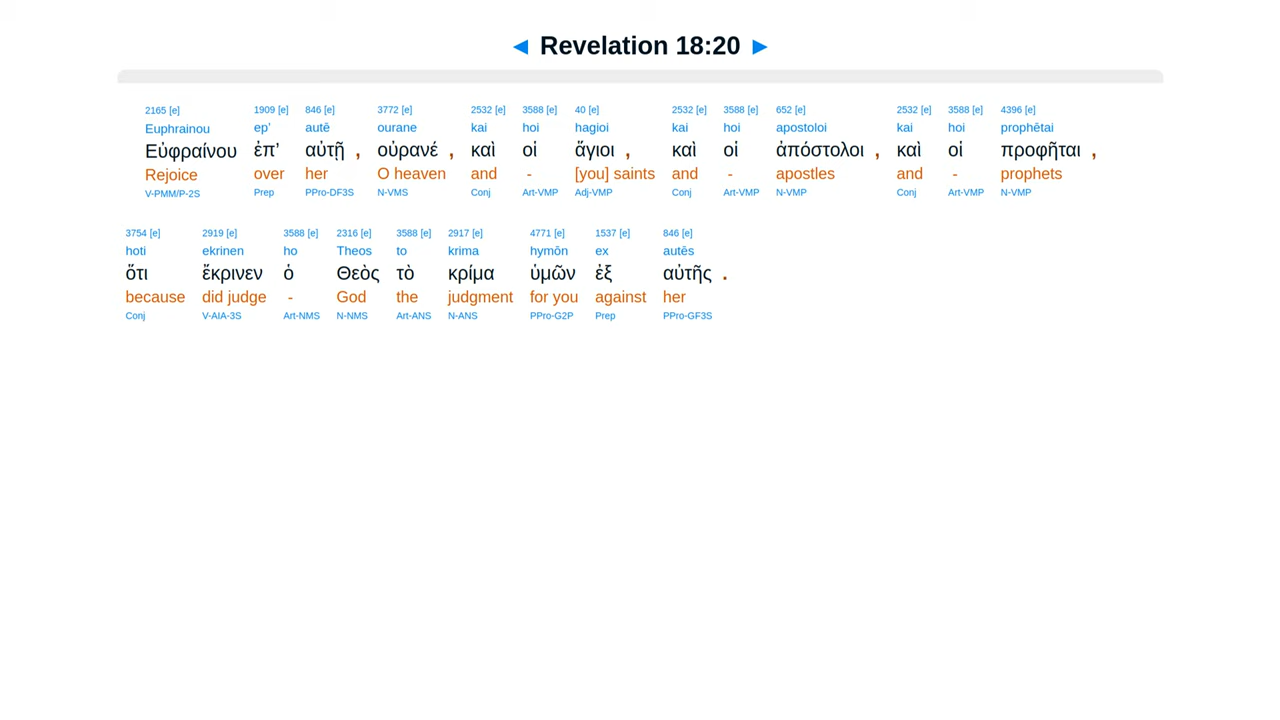 ◄ Revelation 18:20 ►
2165 [e] 1909 [e] 846 [e] 3772 [e] 2532 [e] 3588 [e] 40 [e] 2532 [e] 3588 [e] 652 [e] 2532 [e] 3588 [e] 4396 [e]
Euphrainou ep’ autē ourane kai hoi hagioi kai hoi apostoloi kai hoi prophētai
Εὐφραίνου ἐπ’ αὐτῇ , οὐρανέ , καὶ οἱ ἅγιοι , καὶ οἱ ἀπόστολοι , καὶ οἱ προφῆται ,
Rejoice over her O heaven and - [you] saints and - apostles and - prophets
V-PMM/P-2S Prep PPro-DF3S N-VMS Conj Art-VMP Adj-VMP Conj Art-VMP N-VMP Conj Art-VMP N-VMP
3754 [e] 2919 [e] 3588 [e] 2316 [e] 3588 [e] 2917 [e] 4771 [e] 1537 [e] 846 [e]
hoti ekrinen ho Theos to krima hymōn ex autēs
ὅτι ἔκρινεν ὁ Θεὸς τὸ κρίμα ὑμῶν ἐξ αὐτῆς .
because did judge - God the judgment for you against her
Conj V-AIA-3S Art-NMS N-NMS Art-ANS N-ANS PPro-G2P Prep PPro-GF3S